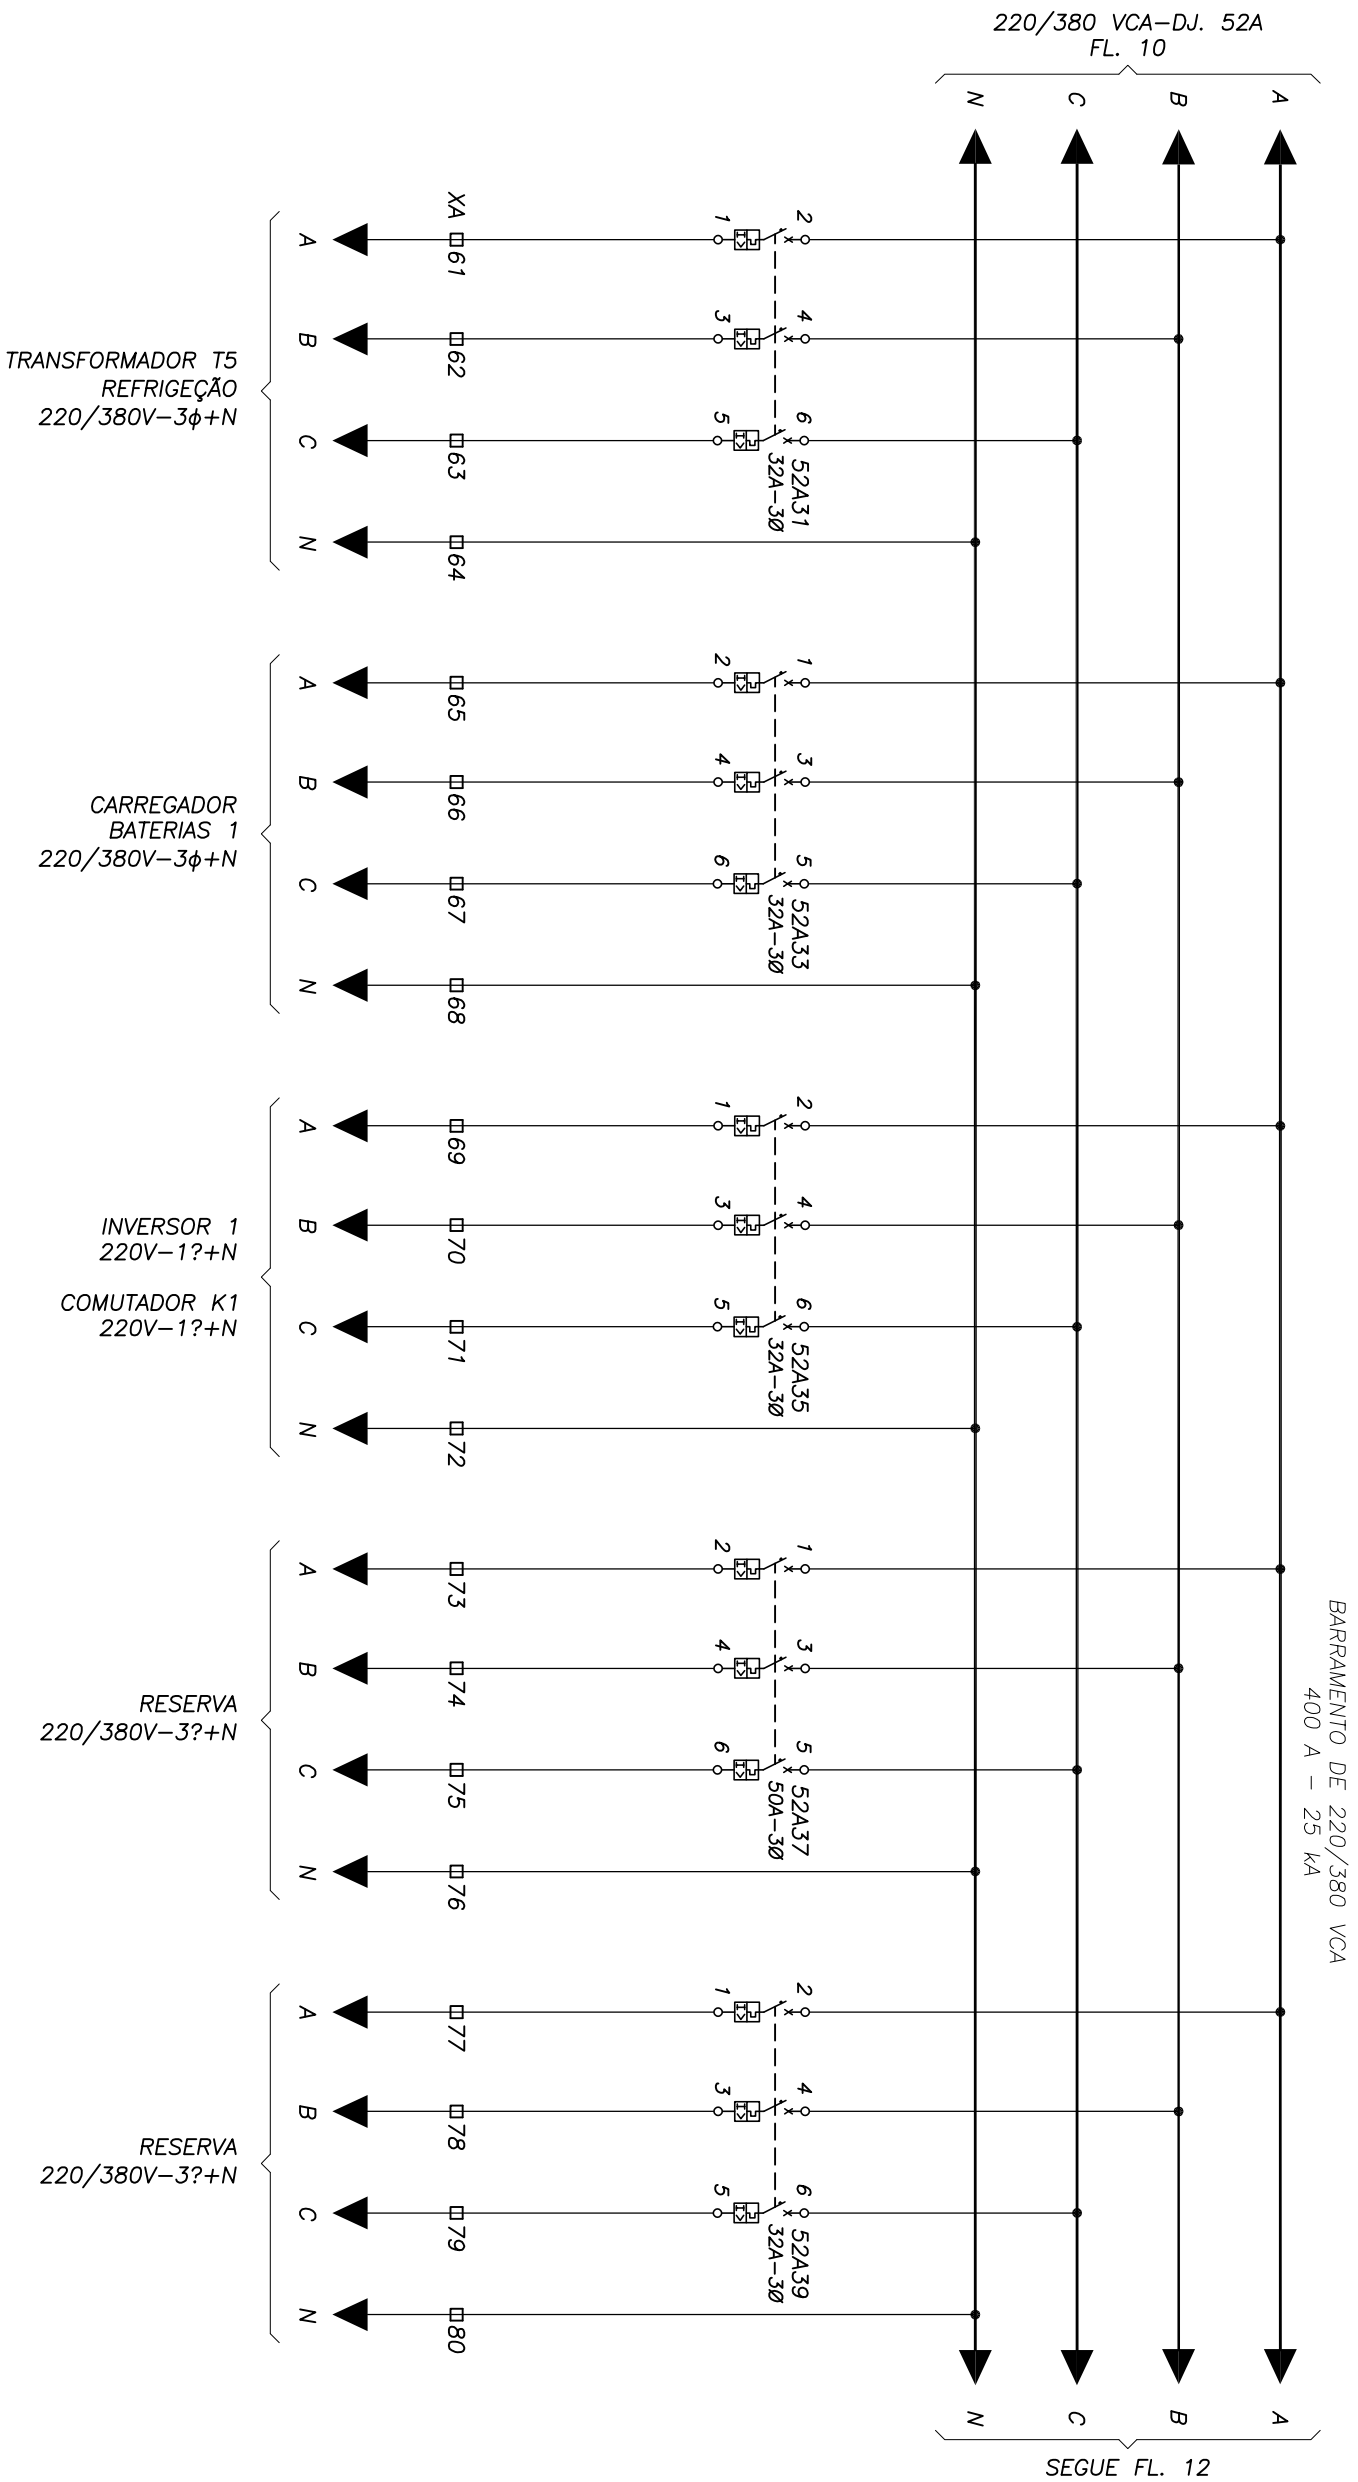 220/380 VCA-DJ. 52A
FL. 10
N
C
B
A
BARRAMENTO DE 220/380 VCA
400 A - 25 kA
XA
A
61
1
2
B
62
3
4
C
63
5
6
52A31
32A-3Ø
N
64
TRANSFORMADOR T5
REFRIGEÇÃO
220/380V-3ϕ+N
A
65
2
1
B
66
4
3
C
67
6
5
52A33
32A-3Ø
N
68
CARREGADOR
BATERIAS 1
220/380V-3ϕ+N
A
69
1
2
B
70
3
4
C
71
5
6
52A35
32A-3Ø
N
72
INVERSOR 1
220V-1?+N
COMUTADOR K1
220V-1?+N
A
73
2
1
B
74
4
3
C
75
6
5
52A37
50A-3Ø
N
76
RESERVA
220/380V-3?+N
A
77
1
2
B
78
3
4
C
79
5
6
52A39
32A-3Ø
N
80
RESERVA
220/380V-3?+N
N
C
B
A
SEGUE FL. 12